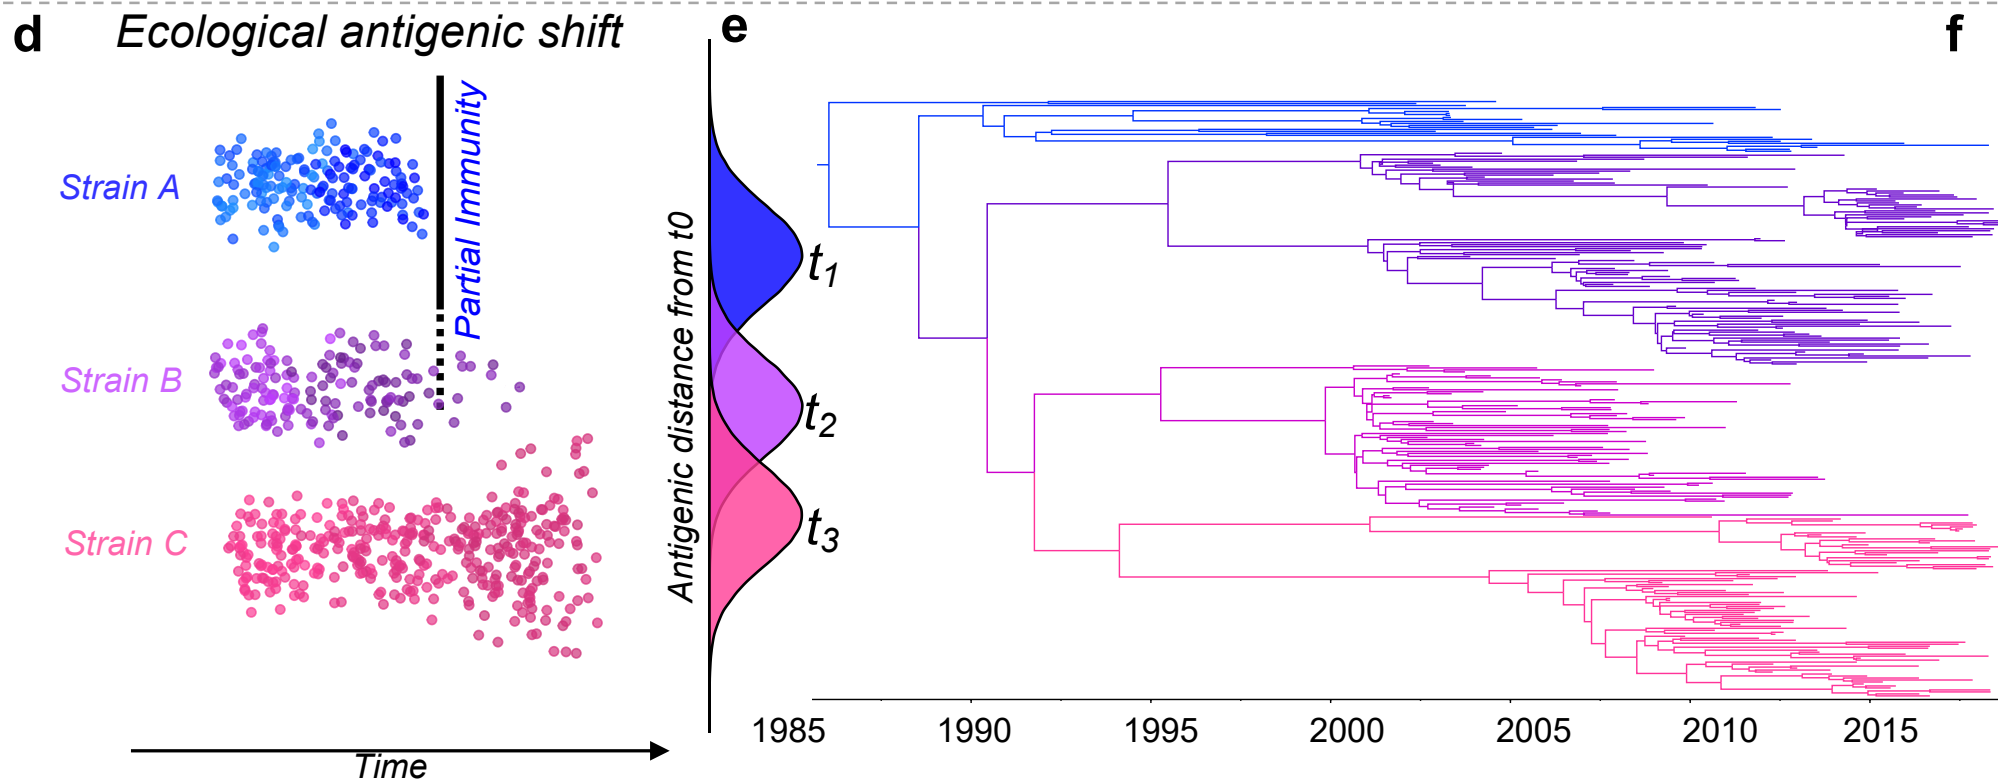 d
Ecological antigenic shift
Strain A
Strain B
Strain C
Partial Immunity
Time
Antigenic distance from t0
t1
t2
t3
e
f
1985 1990 1995 2000 2005 2010 2015